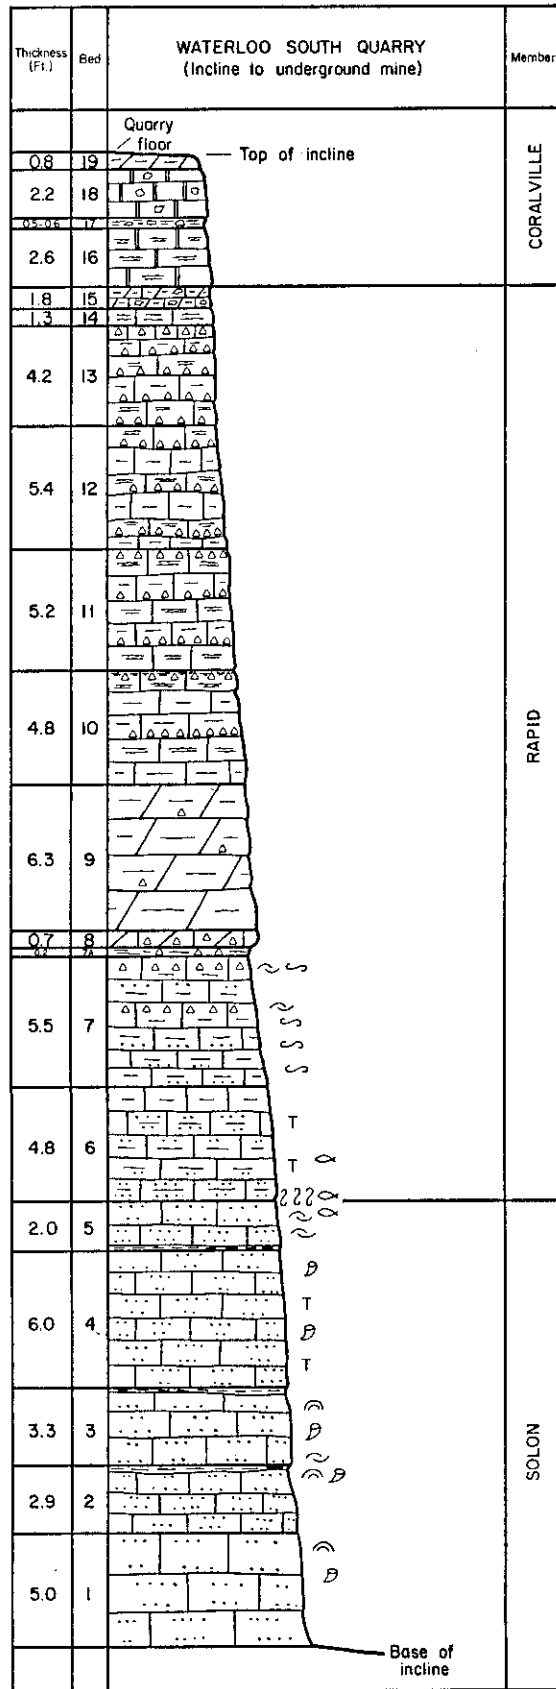 Thickness
(Ft.)
Bed
WATERLOO SOUTH QUARRY
(Incline to underground mine)
Member
Quarry
floor
Top of incline
0.8 19
2.2 18
0.5-0.6 17
2.6 16
CORALVILLE
1.8 15
1.3 14
4.2 13
5.4 12
5.2 11
4.8 10
6.3 9
RAPID
0.7 8
0.2 7A
5.5 7
4.8 6
T
T
2.0 5
6.0 4
T
T
3.3 3
2.9 2
5.0 1
SOLON
Base of
incline